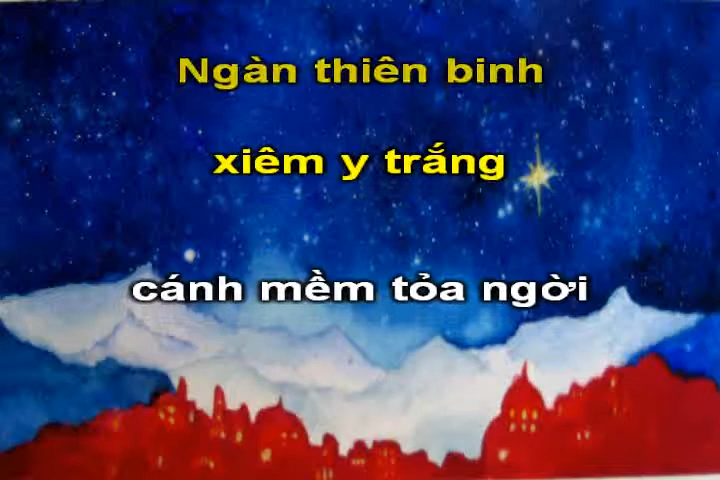 Ngàn thiên binh
xiêm y trắng
cánh mềm tỏa ngời